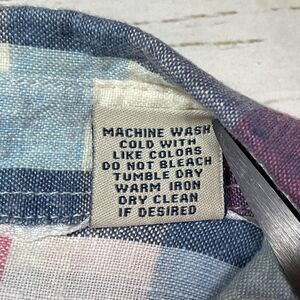 MACHINE WASH
COLD WITH
LIKE COLORS
DO NOT BLEACH
TUMBLE DRY
WARM IRON
DRY CLEAN
IF DESIRED